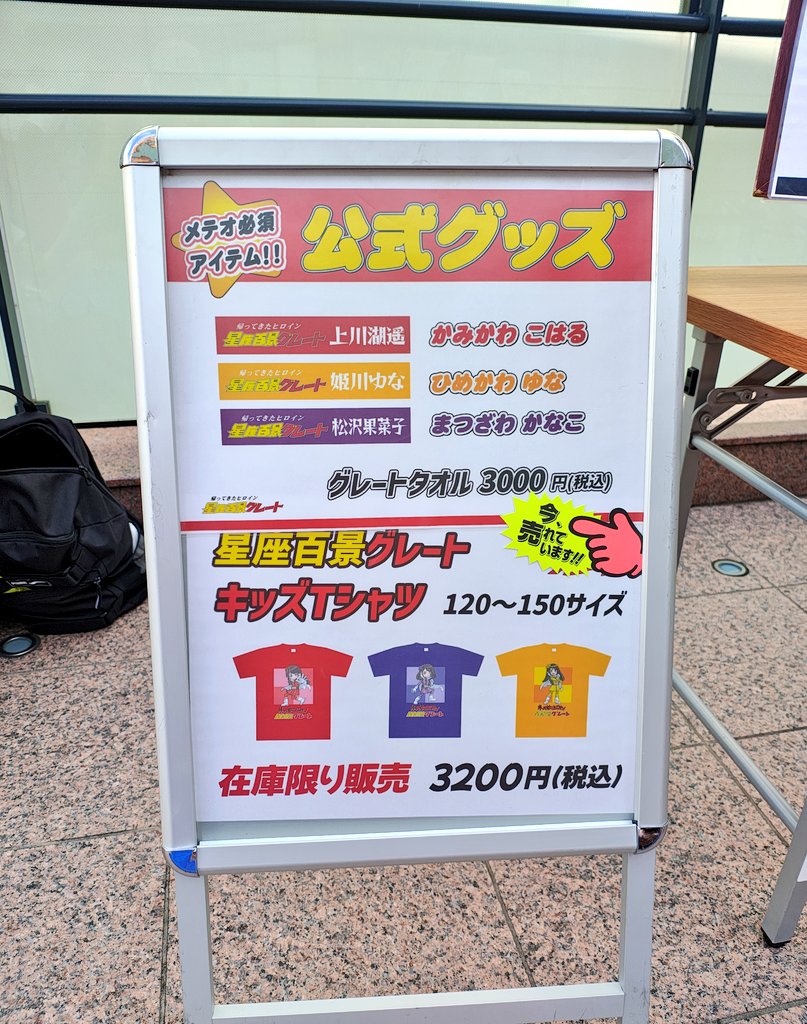 メテオ必須
アイテム!!
公式グッズ
帰ってきたヒロイン
星座百景グレート 上川湖遥 かみかわ こはる
帰ってきたヒロイン
星座百景グレート 姫川ゆな ひめがわ ゆな
帰ってきたヒロイン
星座百景グレート 松沢果菜子 まつざわ かなこ
グレートタオル 3000円(税込)
帰ってきたヒロイン
星座百景グレート
今、
売れて
います!!
星座百景グレート
キッズTシャツ 120〜150サイズ
在庫限り販売 3200円(税込)